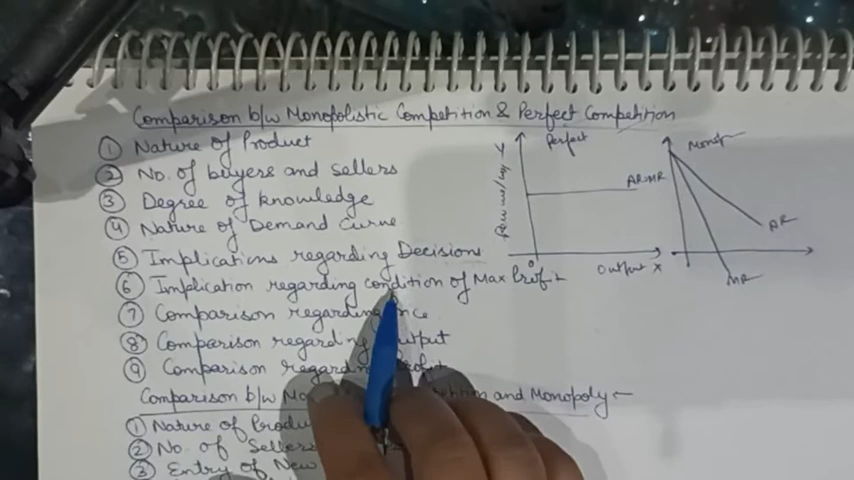 Comparison b/w Monopolistic Competition & Perfect Competition
① Nature of Product
② No. of buyers and sellers
③ Degree of knowledge
④ Nature of Demand Curve
⑤ Implications regarding Decisions
⑥ Implication regarding condition of Max Profit
⑦ Comparison regarding
⑧ Comparison regarding
⑨ Comparison
Y
Perfect
AR=MR
O
Output X
AR
MR
Comparison b/w and Monopoly
① Nature of
② No. of Sellers
③ Entry of New